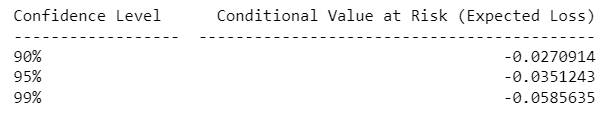 Confidence Level    Conditional Value at Risk (Expected Loss)
------------------  -------------------------------------------
90%                 -0.0270914
95%                 -0.0351243
99%                 -0.0585635